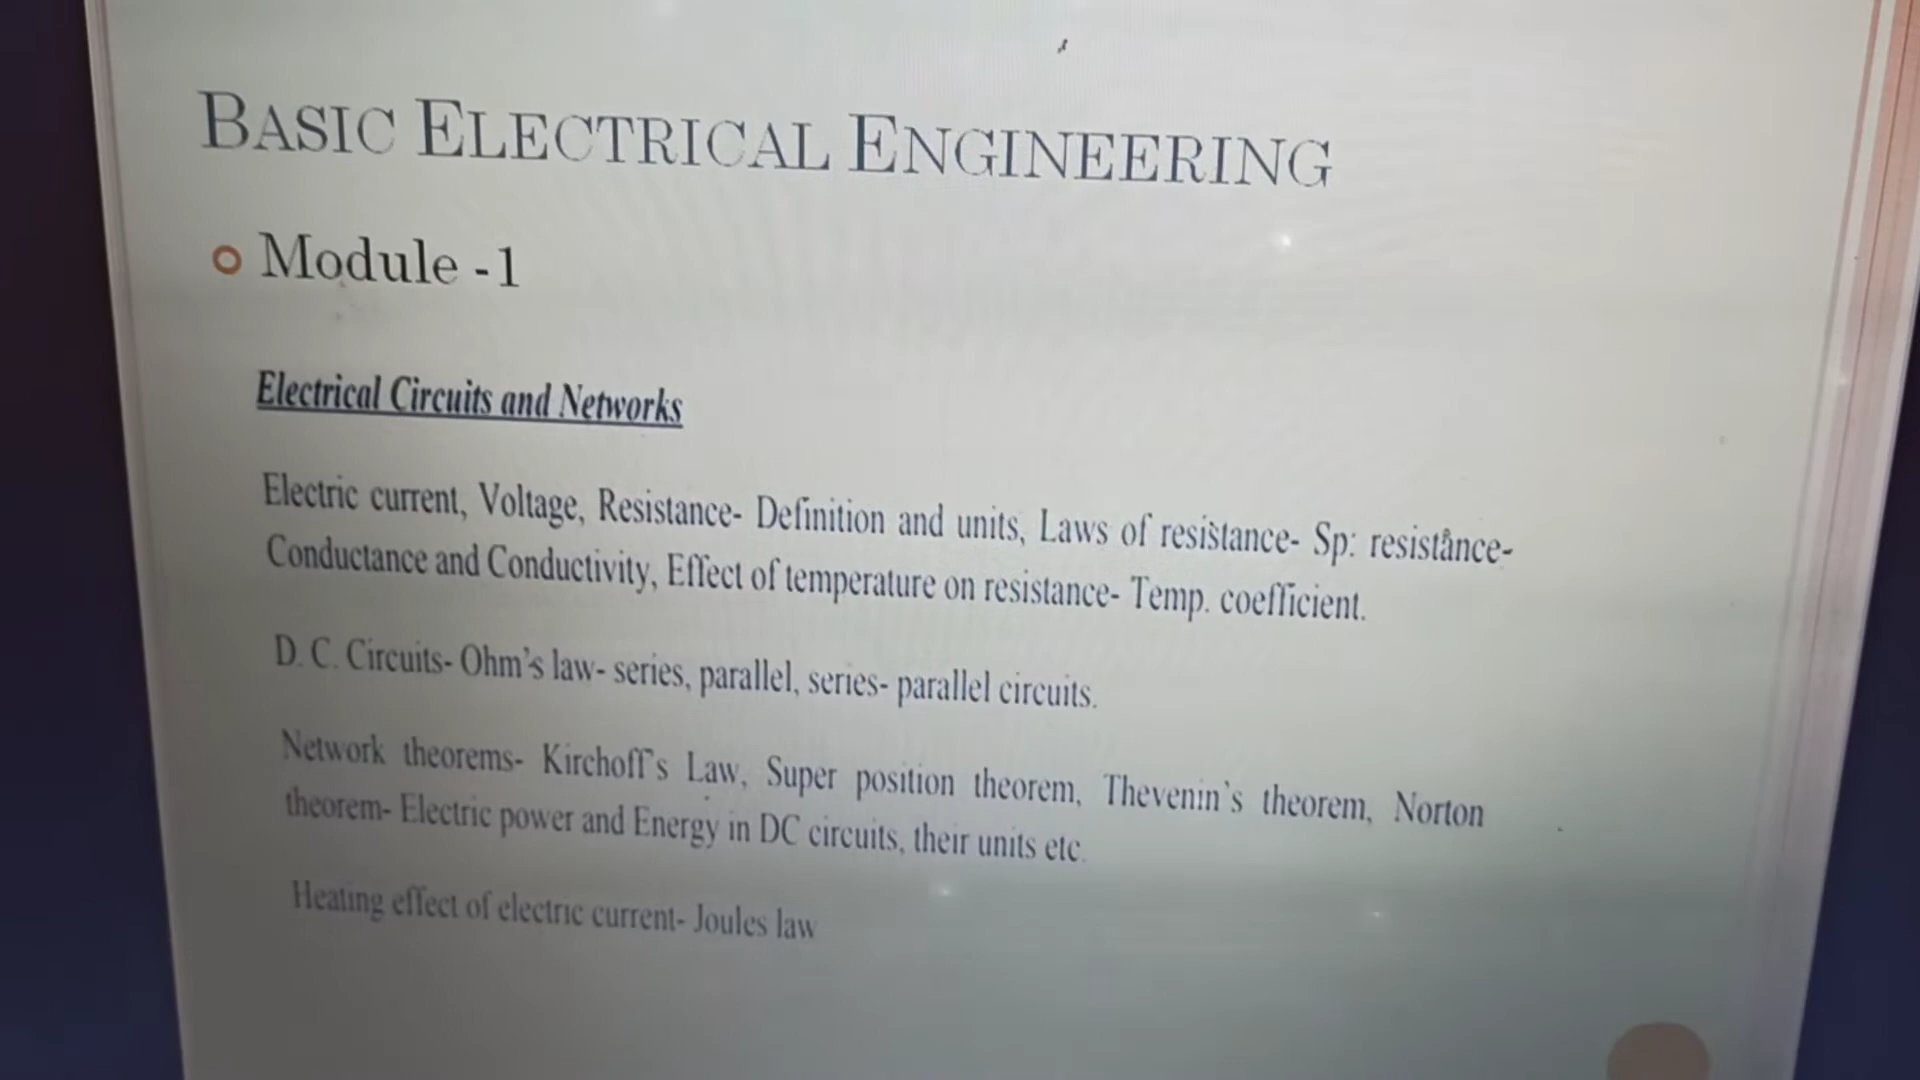 BASIC ELECTRICAL ENGINEERING
Module -1
Electrical Circuits and Networks
Electric current, Voltage, Resistance- Definition and units, Laws of resistance- Sp: resistance-
Conductance and Conductivity, Effect of temperature on resistance- Temp. coefficient.
D. C. Circuits- Ohm's law- series, parallel, series- parallel circuits.
Network theorems- Kirchoff's Law, Super position theorem, Thevenin's theorem, Norton
theorem- Electric power and Energy in DC circuits, their units etc.
Heating effect of electric current- Joules law